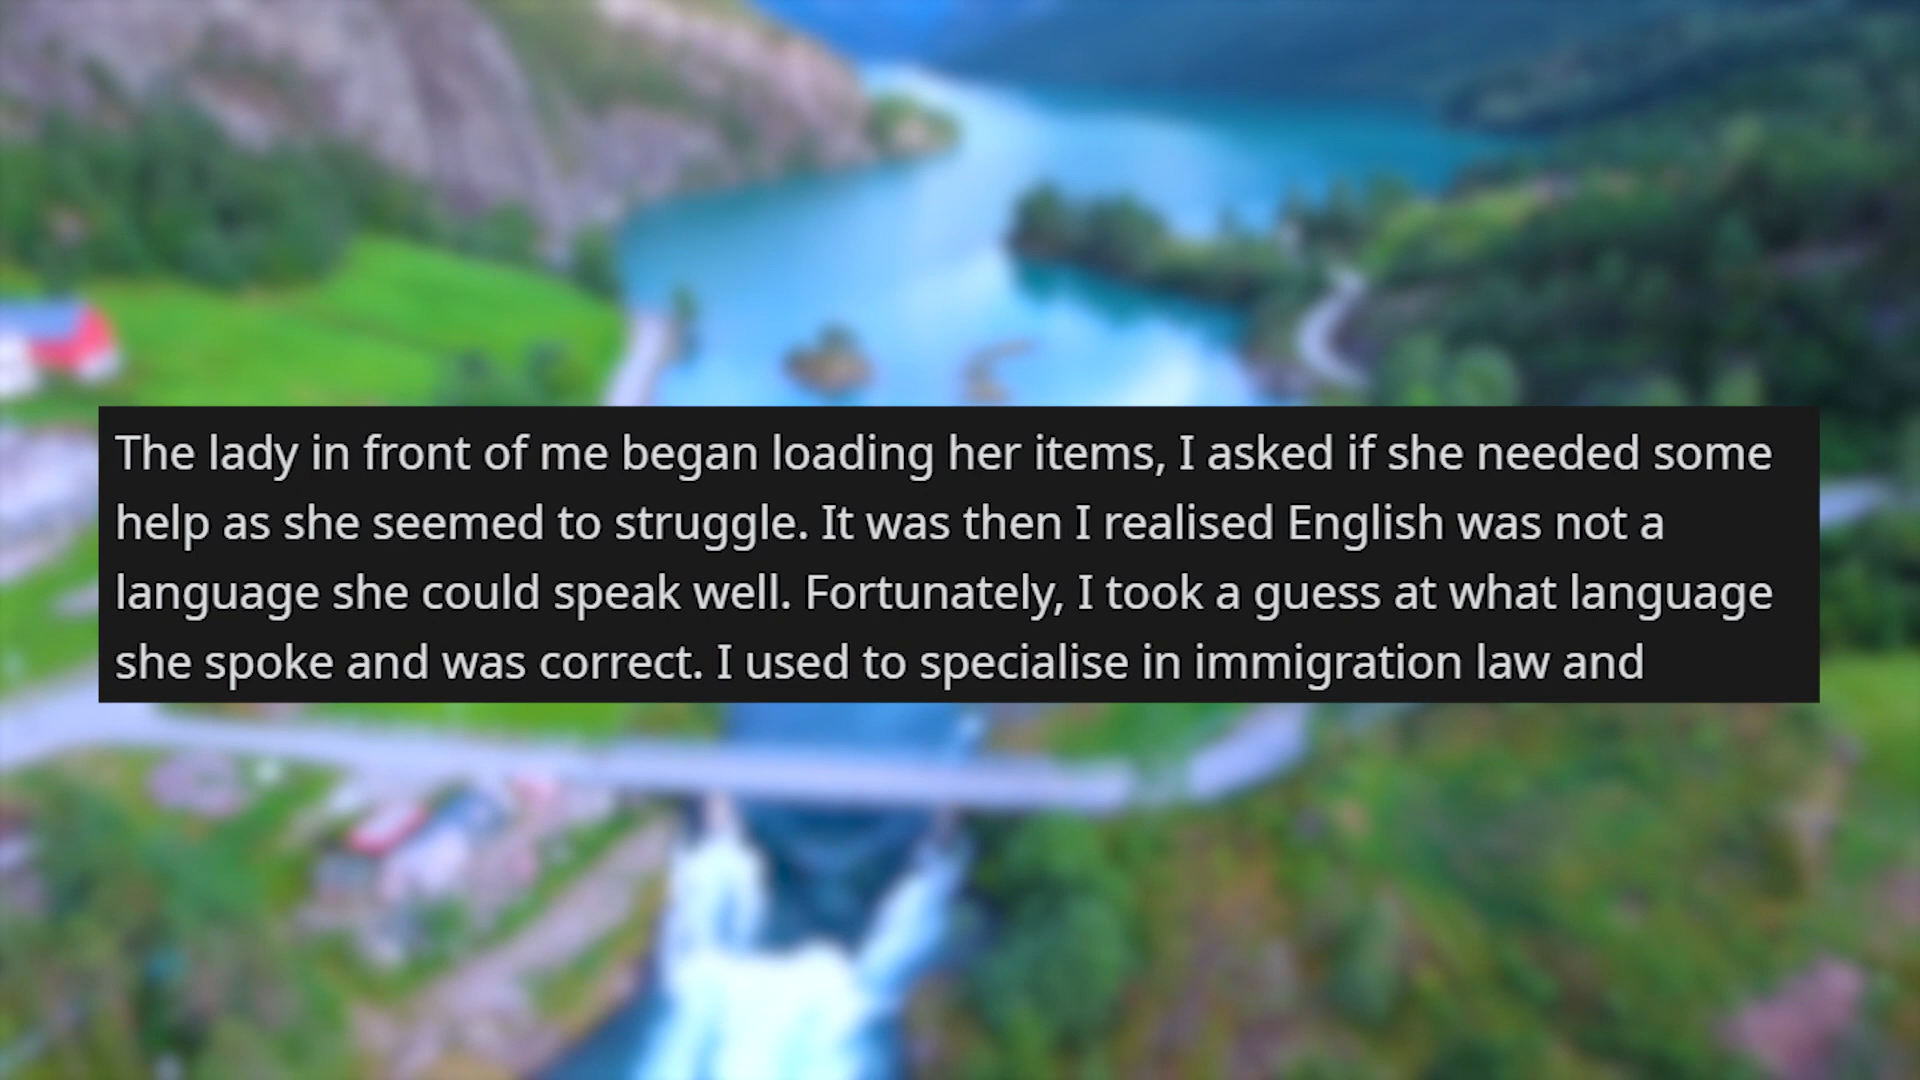 The lady in front of me began loading her items, I asked if she needed some
help as she seemed to struggle. It was then I realised English was not a
language she could speak well. Fortunately, I took a guess at what language
she spoke and was correct. I used to specialise in immigration law and